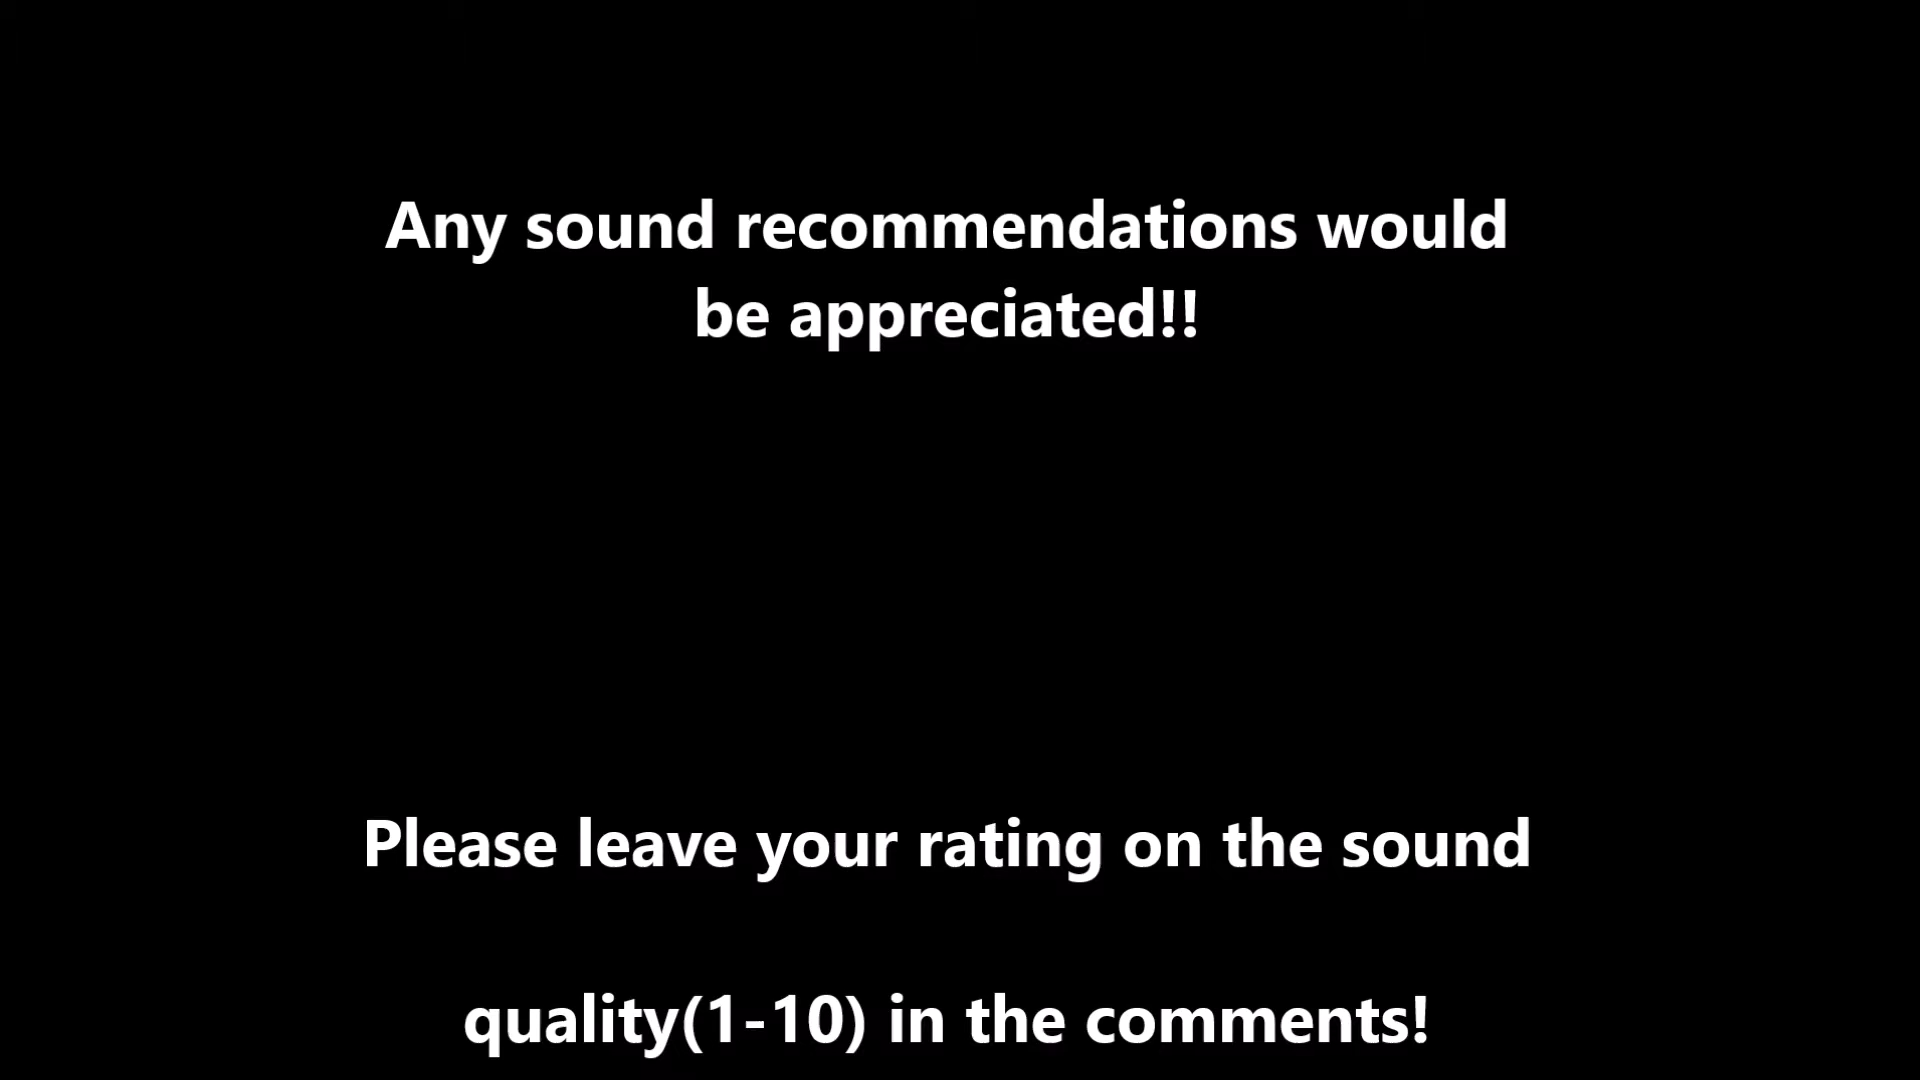 Any sound recommendations would
be appreciated!!
Please leave your rating on the sound
quality(1-10) in the comments!